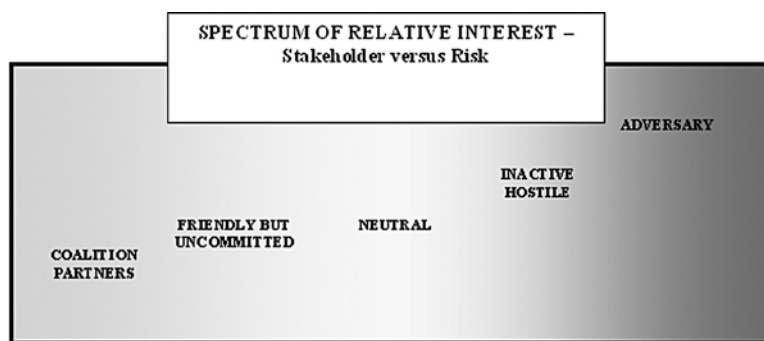 SPECTRUM OF RELATIVE INTEREST –
Stakeholder versus Risk
ADVERSARY
INACTIVE
HOSTILE
FRIENDLY BUT
UNCOMMITTED
NEUTRAL
COALITION
PARTNERS